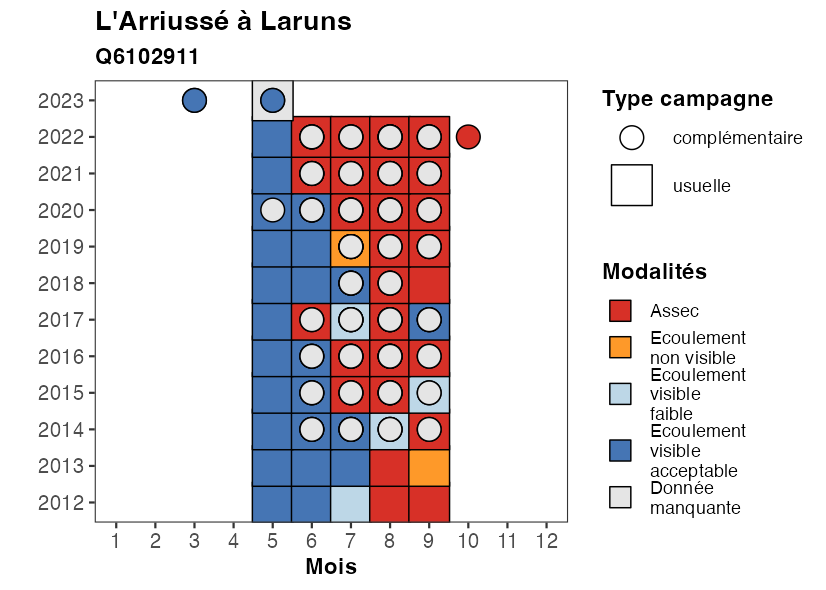 L'Arriussé à Laruns
Q6102911
2023
2022
2021
2020
2019
2018
2017
2016
2015
2014
2013
2012
1 2 3 4 5 6 7 8 9 10 11 12
Mois
Type campagne
complémentaire
usuelle
Modalités
Assec
Ecoulement
non visible
Ecoulement
visible
faible
Ecoulement
visible
acceptable
Donnée
manquante